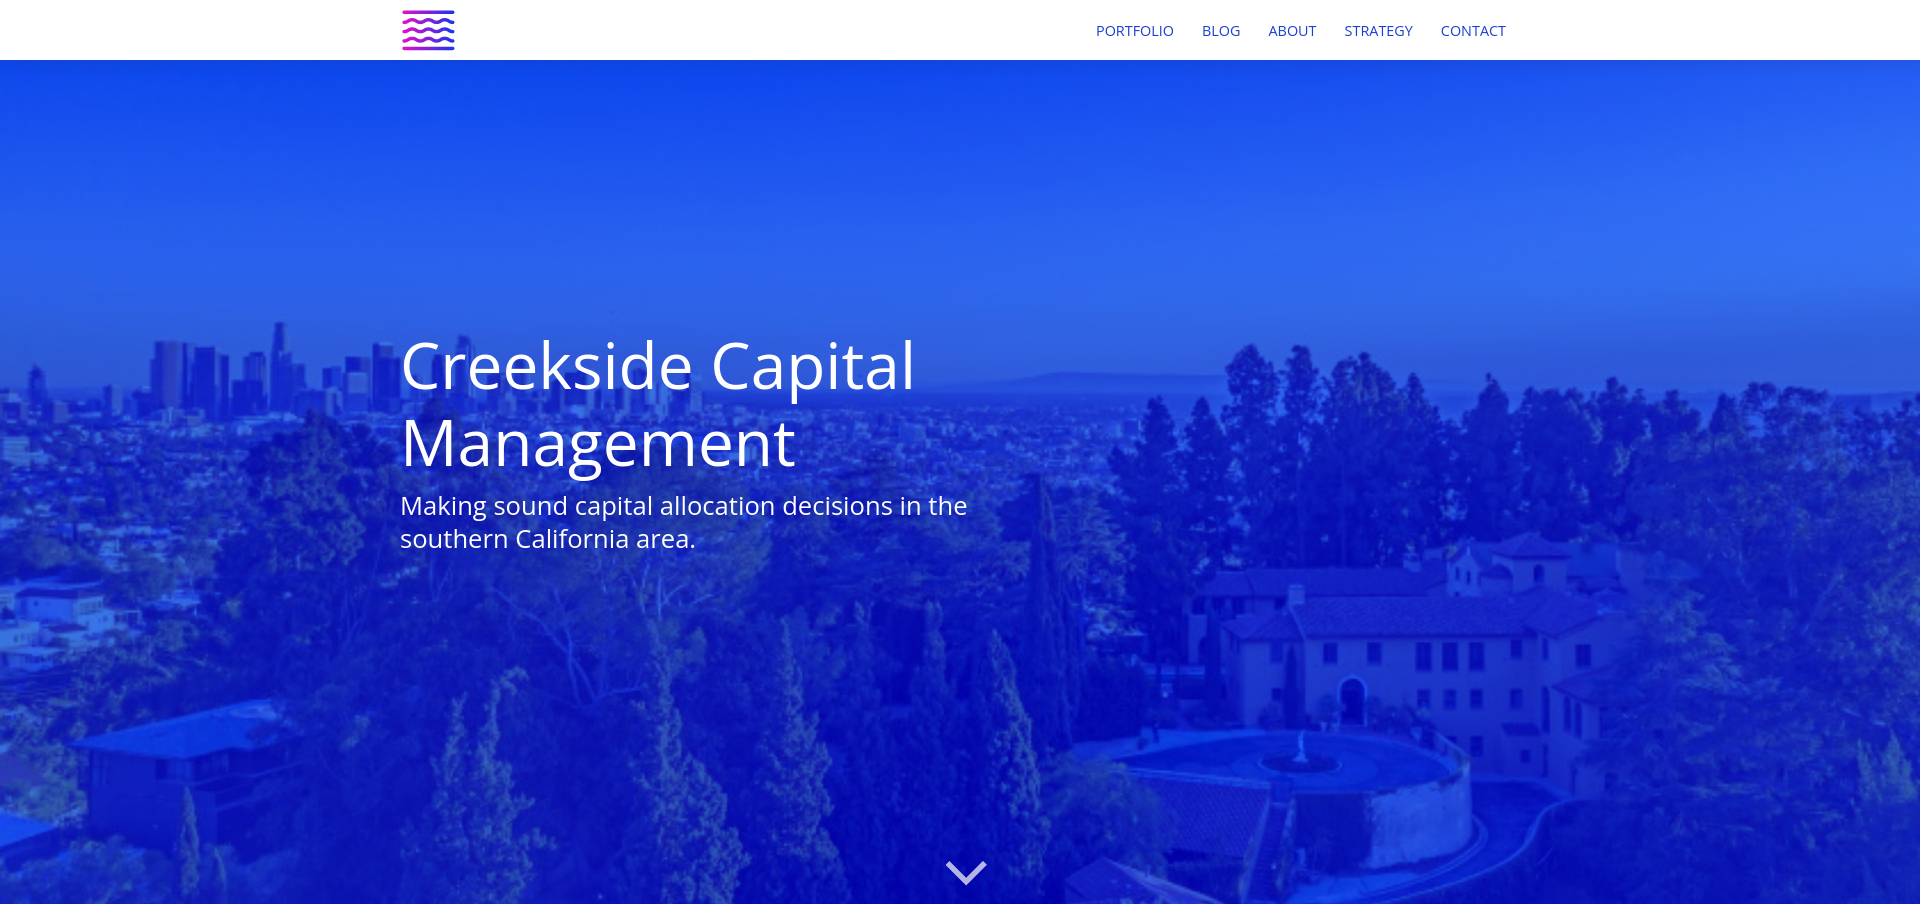 PORTFOLIO BLOG ABOUT STRATEGY CONTACT
Creekside Capital
Management
Making sound capital allocation decisions in the
southern California area.